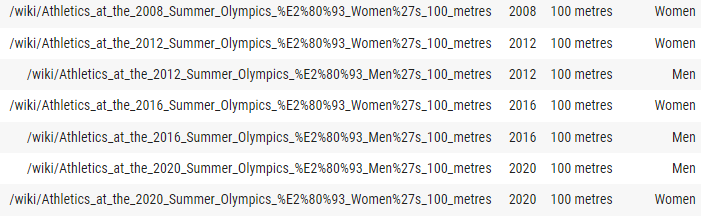 /wiki/Athletics_at_the_2008_Summer_Olympics_%E2%80%93_Women%27s_100_metres 2008 100 metres Women
/wiki/Athletics_at_the_2012_Summer_Olympics_%E2%80%93_Women%27s_100_metres 2012 100 metres Women
/wiki/Athletics_at_the_2012_Summer_Olympics_%E2%80%93_Men%27s_100_metres 2012 100 metres Men
/wiki/Athletics_at_the_2016_Summer_Olympics_%E2%80%93_Women%27s_100_metres 2016 100 metres Women
/wiki/Athletics_at_the_2016_Summer_Olympics_%E2%80%93_Men%27s_100_metres 2016 100 metres Men
/wiki/Athletics_at_the_2020_Summer_Olympics_%E2%80%93_Men%27s_100_metres 2020 100 metres Men
/wiki/Athletics_at_the_2020_Summer_Olympics_%E2%80%93_Women%27s_100_metres 2020 100 metres Women